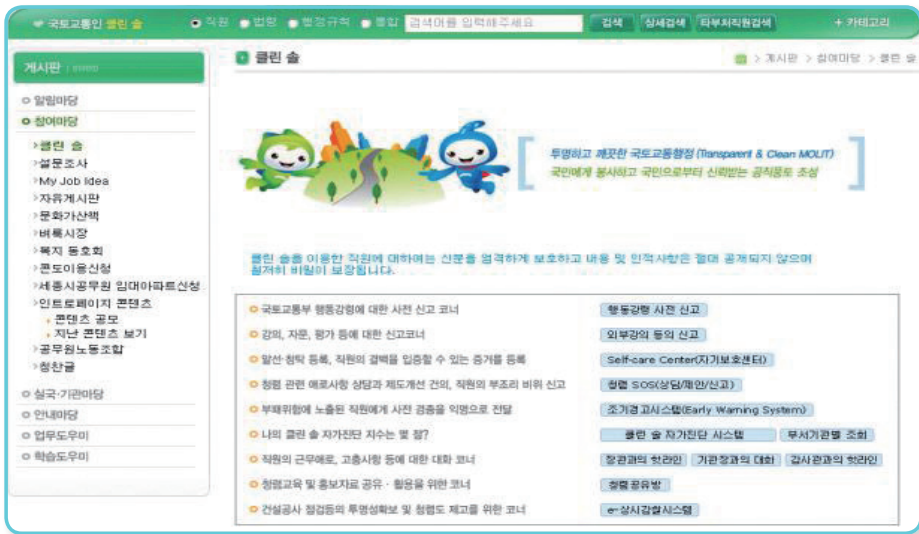 국토교통인 클린 솔
직원 법령 행정규칙 통합 검색어를 입력해주세요 검색 상세검색 타부처직원검색 + 카테고리
게시판
클린 솔
> 게시판 > 참여마당 > 클린 솔
알림마당
참여마당
클린 솔
설문조사
My Job Idea
자유게시판
문화가산책
벼룩시장
복지 동호회
콘도이용신청
세종시공무원 임대아파트신청
인트로페이지 콘텐츠
콘텐츠 공모
지난 콘텐츠 보기
공무원노동조합
칭찬글
실국·기관마당
안내마당
업무도우미
학습도우미
투명하고 깨끗한 국토교통행정 (Transparent & Clean MOLIT)
국민에게 봉사하고 국민으로부터 신뢰받는 공직풍토 조성
클린 솔을 이용한 직원에 대하여는 신분을 엄격하게 보호하고 내용 및 인적사항은 절대 공개되지 않으며
철저히 비밀이 보장됩니다.
국토교통부 행동강령에 대한 사전 신고 코너 행동강령 사전 신고
강의, 자문, 평가 등에 대한 신고코너 외부강의 등의 신고
알선·청탁 등록, 직원의 결백을 입증할 수 있는 증거를 등록 Self-care Center(자기보호센터)
청렴 관련 애로사항 상담과 제도개선 건의, 직원의 부조리 비위 신고 청렴 SOS(상담/제안/신고)
부패위험에 노출된 직원에게 사전 경종을 익명으로 전달 조기경고시스템(Early Warning System)
나의 클린 솔 자가진단 지수는 몇 점? 클린 솔 자가진단 시스템 부서기관별 조회
직원의 근무애로, 고충사항 등에 대한 대화 코너 장관과의 핫라인 기관장과의 대화 감사관과의 핫라인
청렴교육 및 홍보자료 공유·활용을 위한 코너 청렴공유방
건설공사 점검등의 투명성확보 및 청렴도 제고를 위한 코너 e-상시감찰시스템